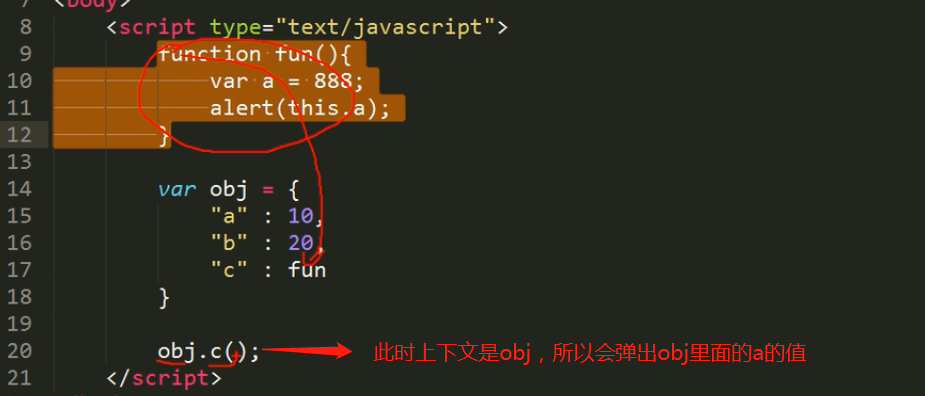 7 <body>
8 <script type="text/javascript">
9 function fun(){
10 var a = 888;
11 alert(this.a);
12 }
13
14 var obj = {
15 "a" : 10,
16 "b" : 20,
17 "c" : fun
18 }
19
20 obj.c(); 此时上下文是obj，所以会弹出obj里面的a的值
21 </script>